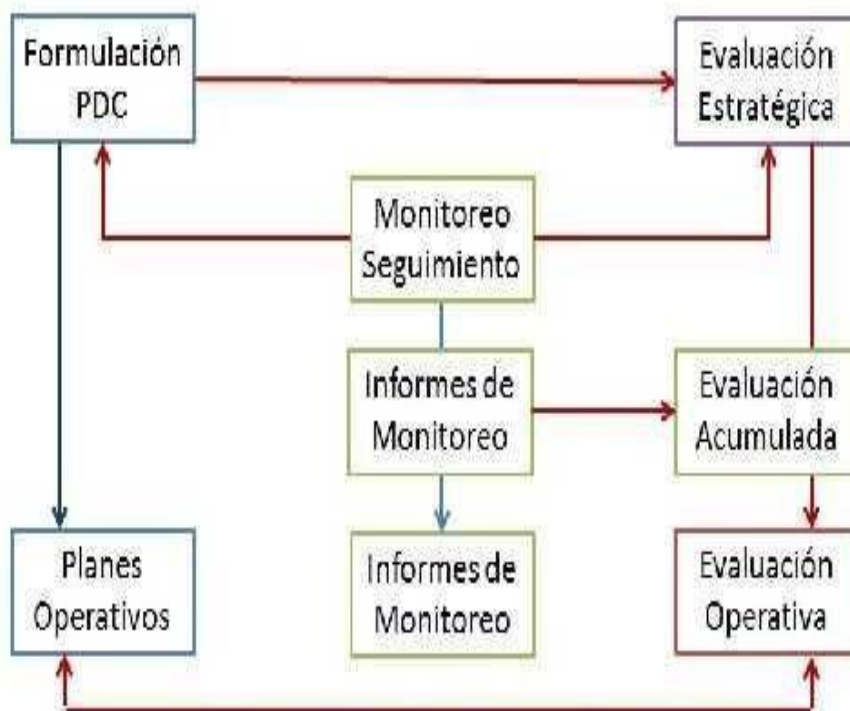 Formulación
PDC
Evaluación
Estratégica
Monitoreo
Seguimiento
Informes de
Monitoreo
Evaluación
Acumulada
Planes
Operativos
Informes de
Monitoreo
Evaluación
Operativa